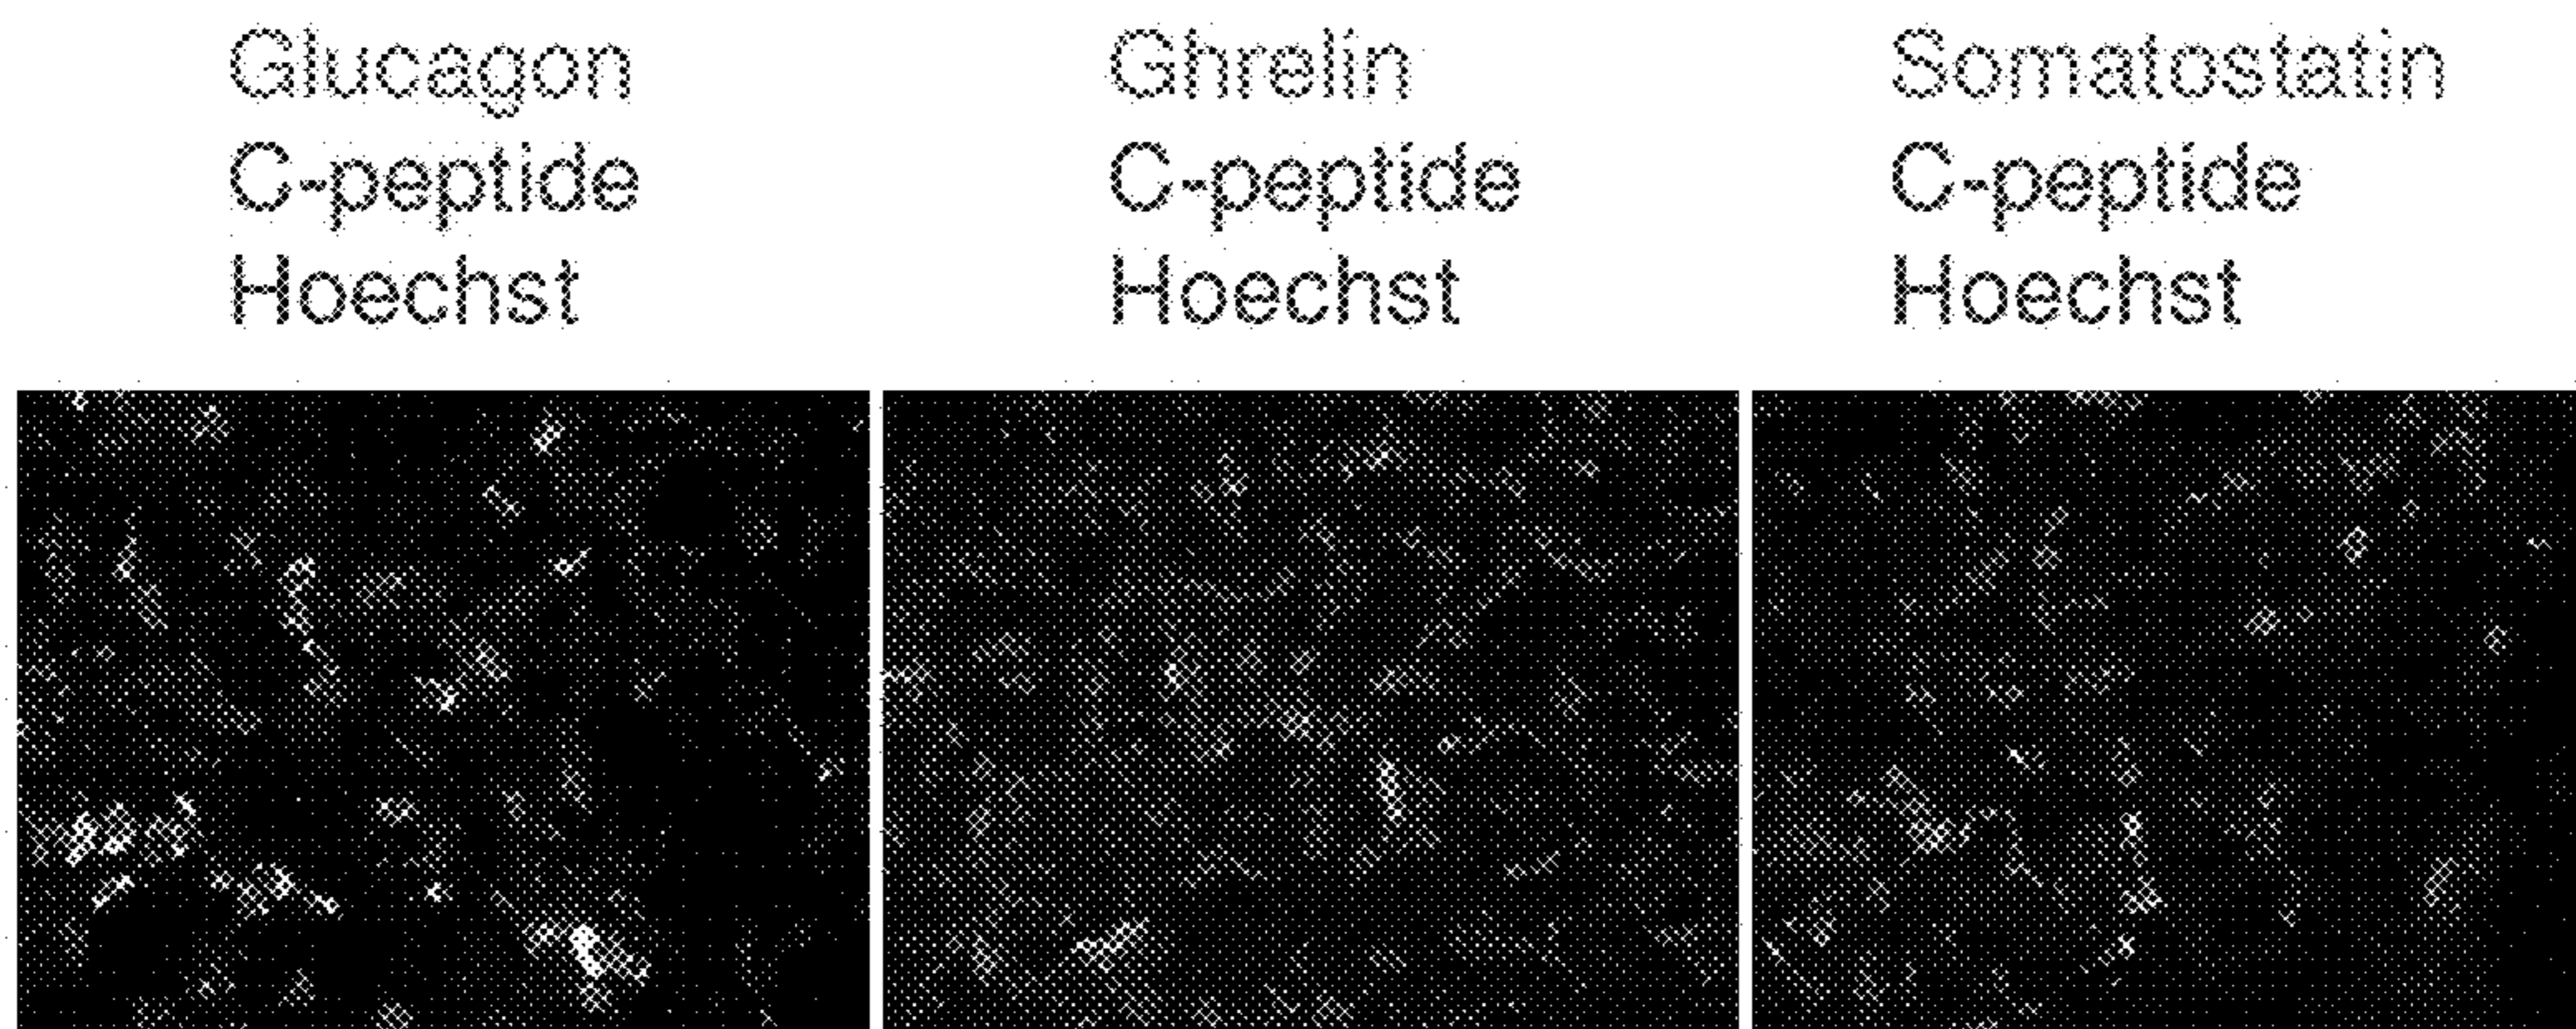 Glucagon
C-peptide
Hoechst
Ghrelin
C-peptide
Hoechst
Somatostatin
C-peptide
Hoechst